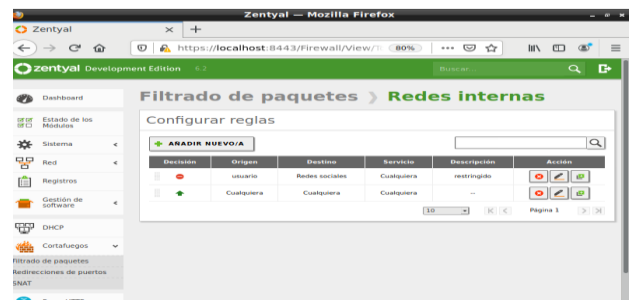 Zentyal — Mozilla Firefox
Zentyal
https://localhost:8443/Firewall/View/
80%
zentyal Development Edition 6.2
Buscar...
Dashboard
Estado de los Módulos
Sistema
Red
Registros
Gestión de software
DHCP
Cortafuegos
Filtrado de paquetes
Redirecciones de puertos
SNAT
Filtrado de paquetes > Redes internas
Configurar reglas
+ AÑADIR NUEVO/A
Decisión Origen Destino Servicio Descripción Acción
usuario Redes sociales Cualquiera restringido
Cualquiera Cualquiera Cualquiera --
10 Página 1